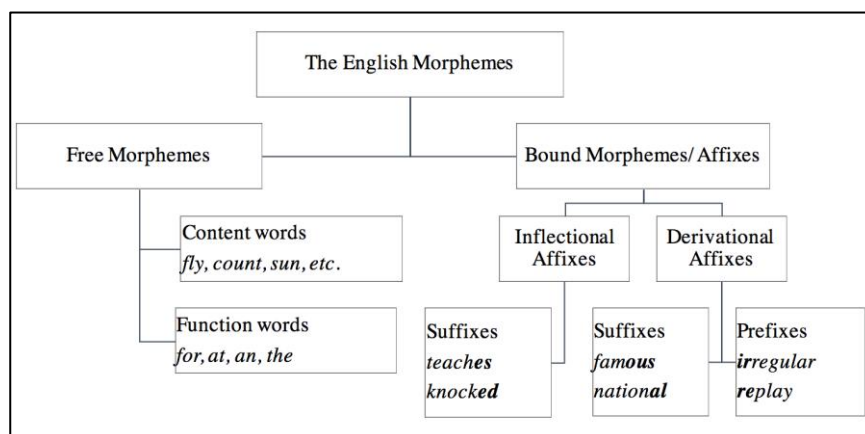 The English Morphemes
Free Morphemes
Bound Morphemes/ Affixes
Content words
fly, count, sun, etc.
Function words
for, at, an, the
Inflectional
Affixes
Derivational
Affixes
Suffixes
teaches
knocked
Suffixes
famous
national
Prefixes
irregular
replay